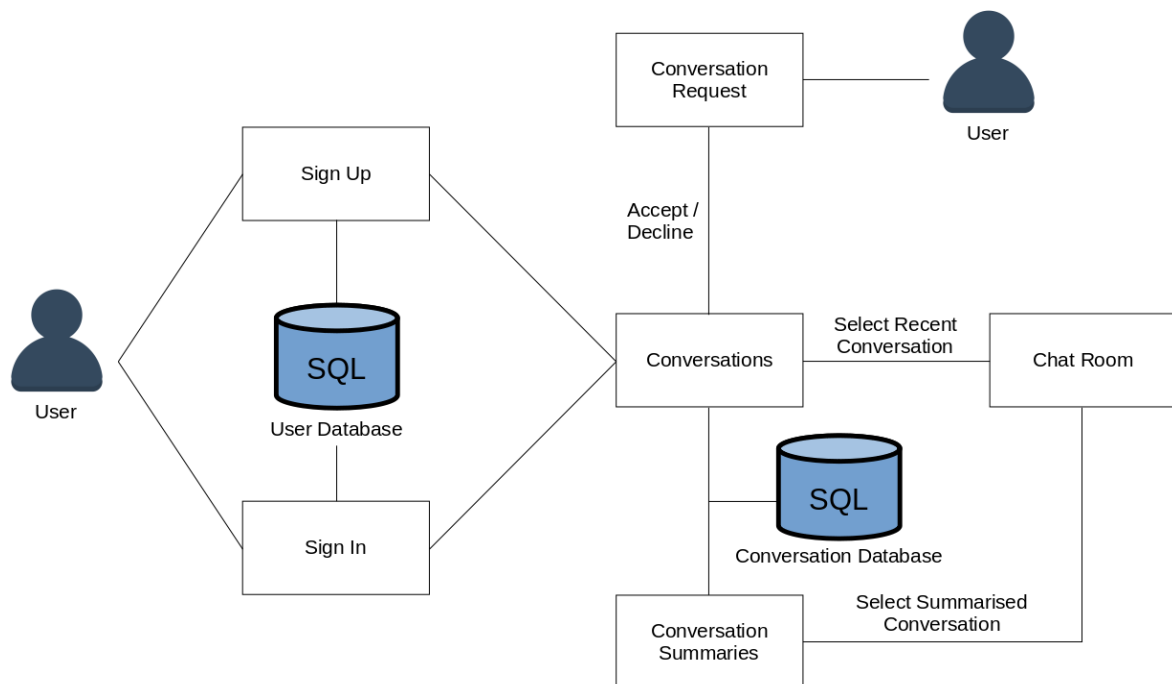 Conversation
Request
User
Sign Up
Accept /
Decline
SQL
User Database
User
Select Recent
Conversation
Conversations
Chat Room
SQL
Conversation Database
Sign In
Select Summarised
Conversation
Conversation
Summaries